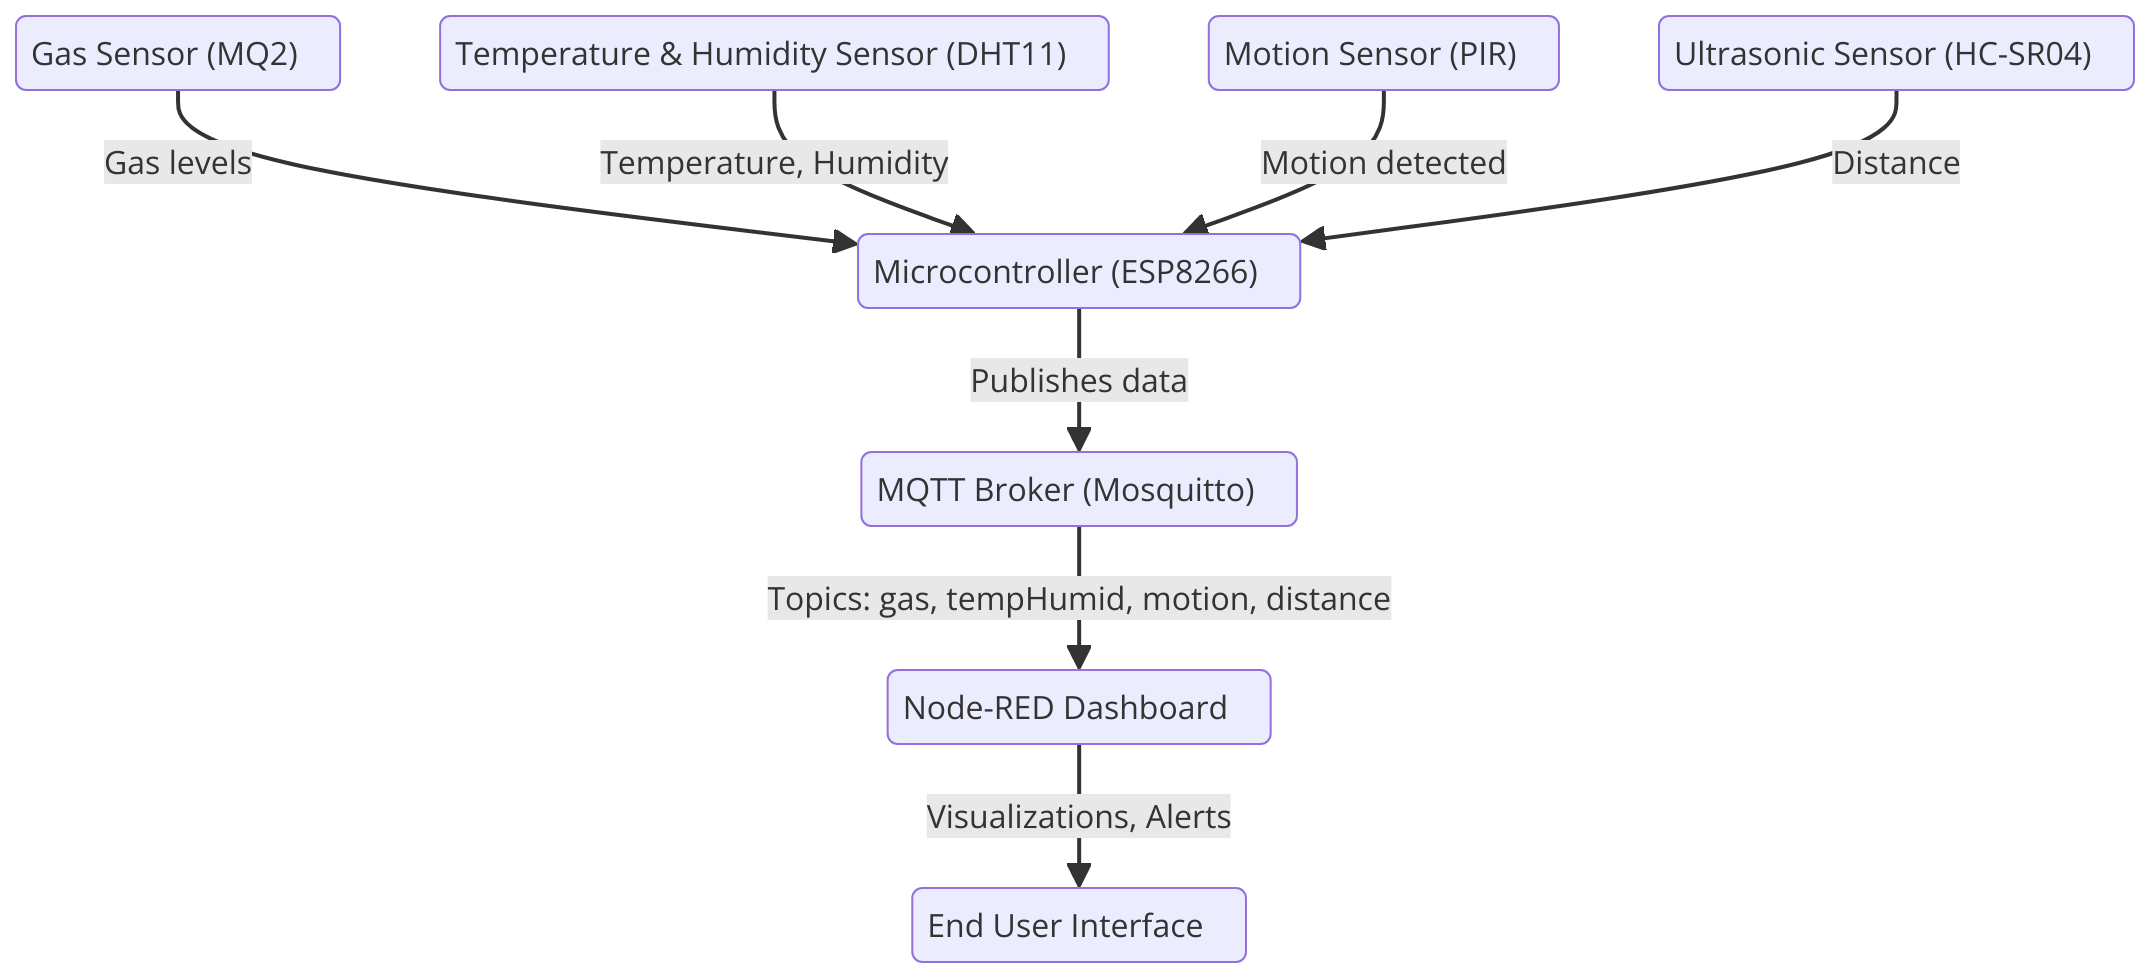 Gas Sensor (MQ2)
Temperature & Humidity Sensor (DHT11)
Motion Sensor (PIR)
Ultrasonic Sensor (HC-SR04)
Gas levels
Temperature, Humidity
Motion detected
Distance
Microcontroller (ESP8266)
Publishes data
MQTT Broker (Mosquitto)
Topics: gas, tempHumid, motion, distance
Node-RED Dashboard
Visualizations, Alerts
End User Interface